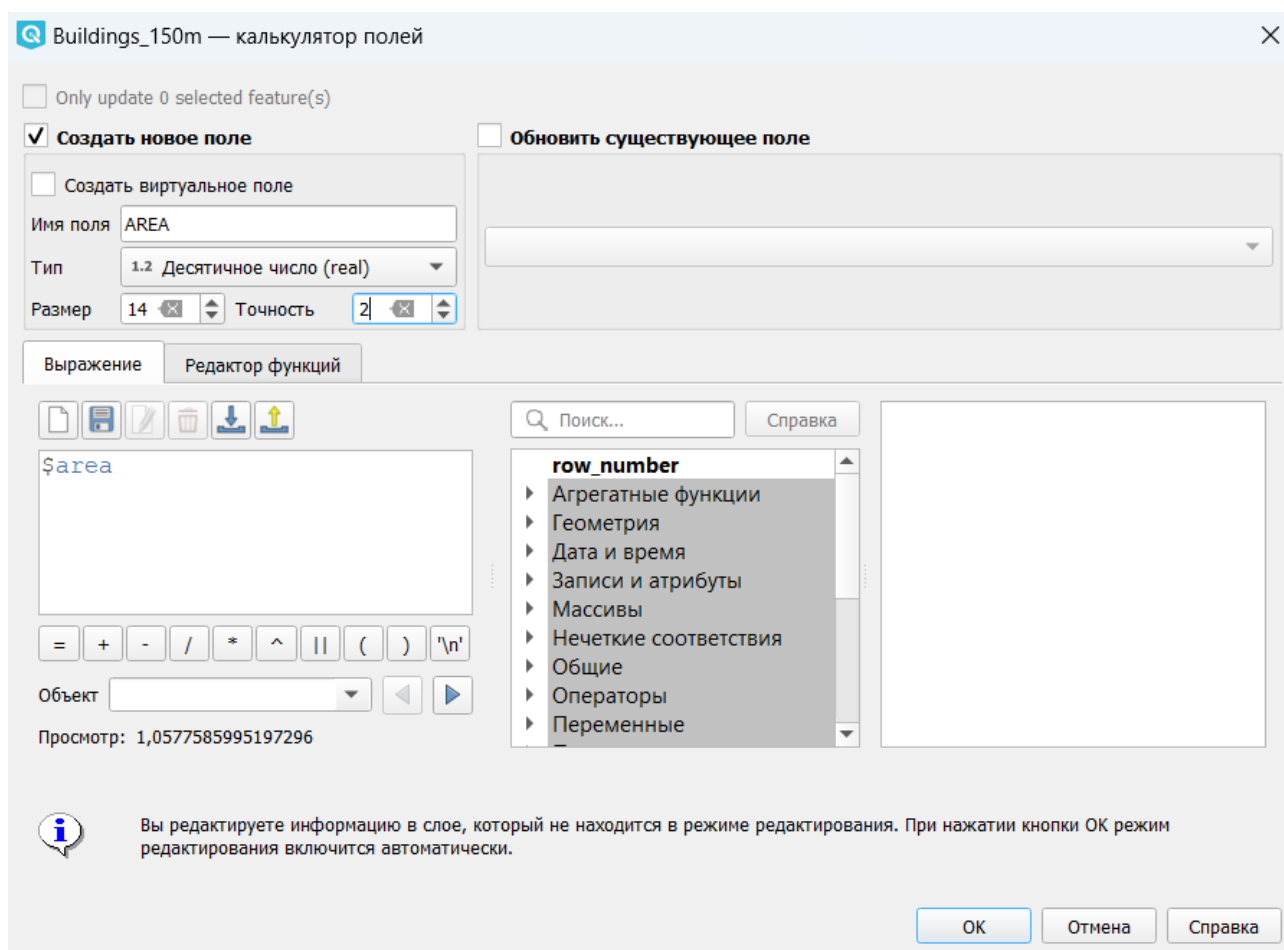 Buildings_150m — калькулятор полей
Only update 0 selected feature(s)
Создать новое поле
Обновить существующее поле
Создать виртуальное поле
Имя поля AREA
Тип 1.2 Десятичное число (real)
Размер 14 Точность 2
Выражение Редактор функций
Поиск... Справка
$area
row_number
Агрегатные функции
Геометрия
Дата и время
Записи и атрибуты
Массивы
Нечеткие соответствия
Общие
Операторы
Переменные
= + - / * ^ || ( ) '\n'
Объект
Просмотр: 1,0577585995197296
Вы редактируете информацию в слое, который не находится в режиме редактирования. При нажатии кнопки ОК режим
редактирования включится автоматически.
ОК Отмена Справка